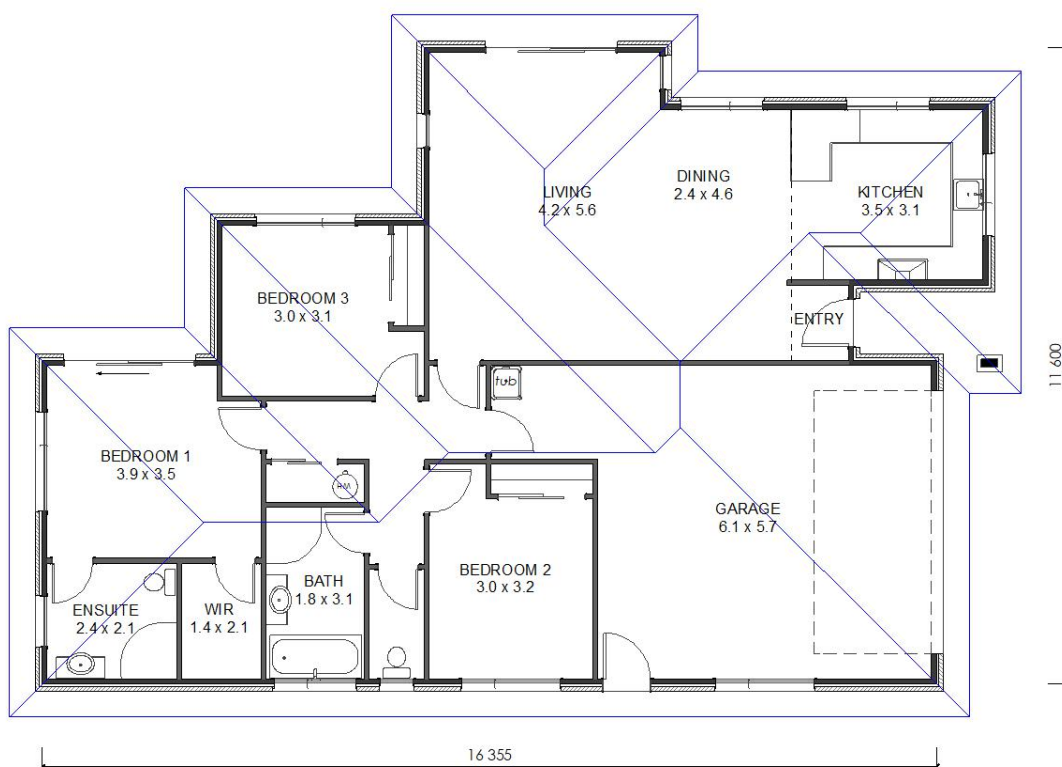 LIVING
4.2 x 5.6
DINING
2.4 x 4.6
KITCHEN
3.5 x 3.1
BEDROOM 3
3.0 x 3.1
ENTRY
11 600
tub
BEDROOM 1
3.9 x 3.5
HW
GARAGE
6.1 x 5.7
BEDROOM 2
3.0 x 3.2
BATH
1.8 x 3.1
ENSUITE
2.4 x 2.1
WIR
1.4 x 2.1
16 355